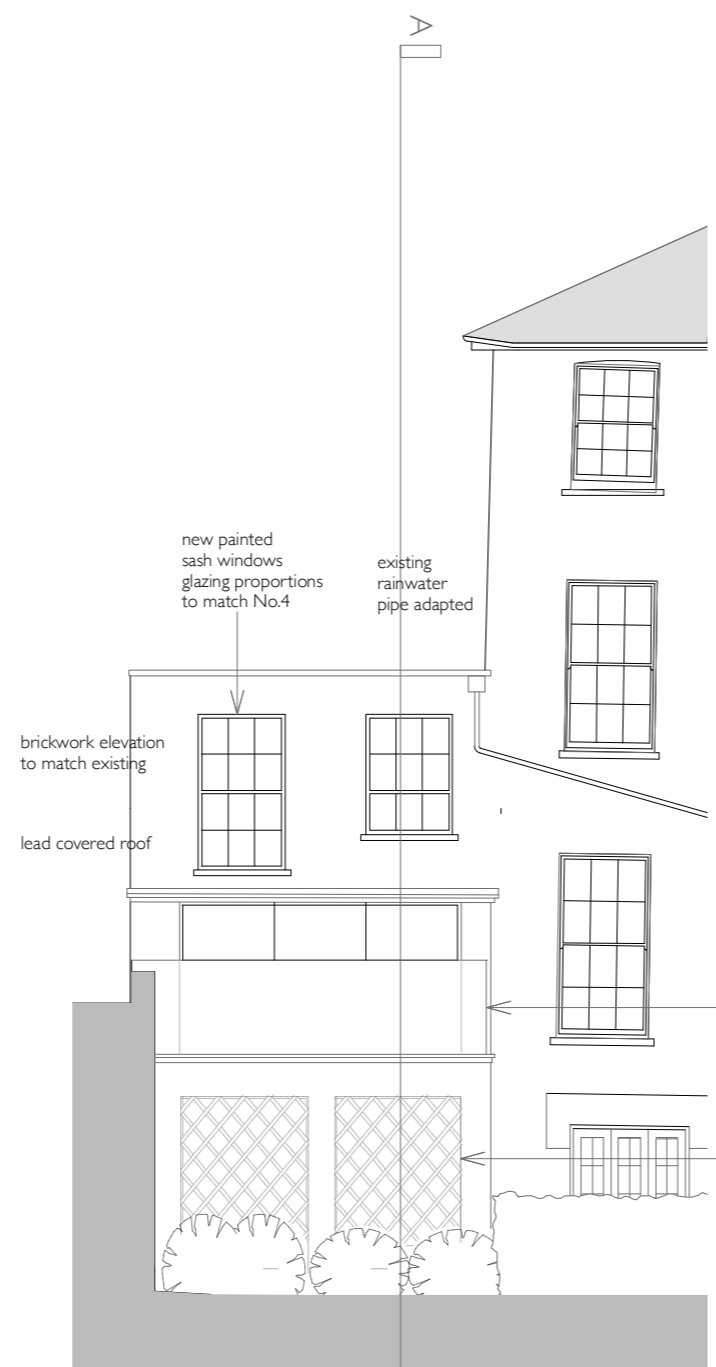 A
new painted
sash windows
glazing proportions
to match No.4
existing
rainwater
pipe adapted
brickwork elevation
to match existing
lead covered roof